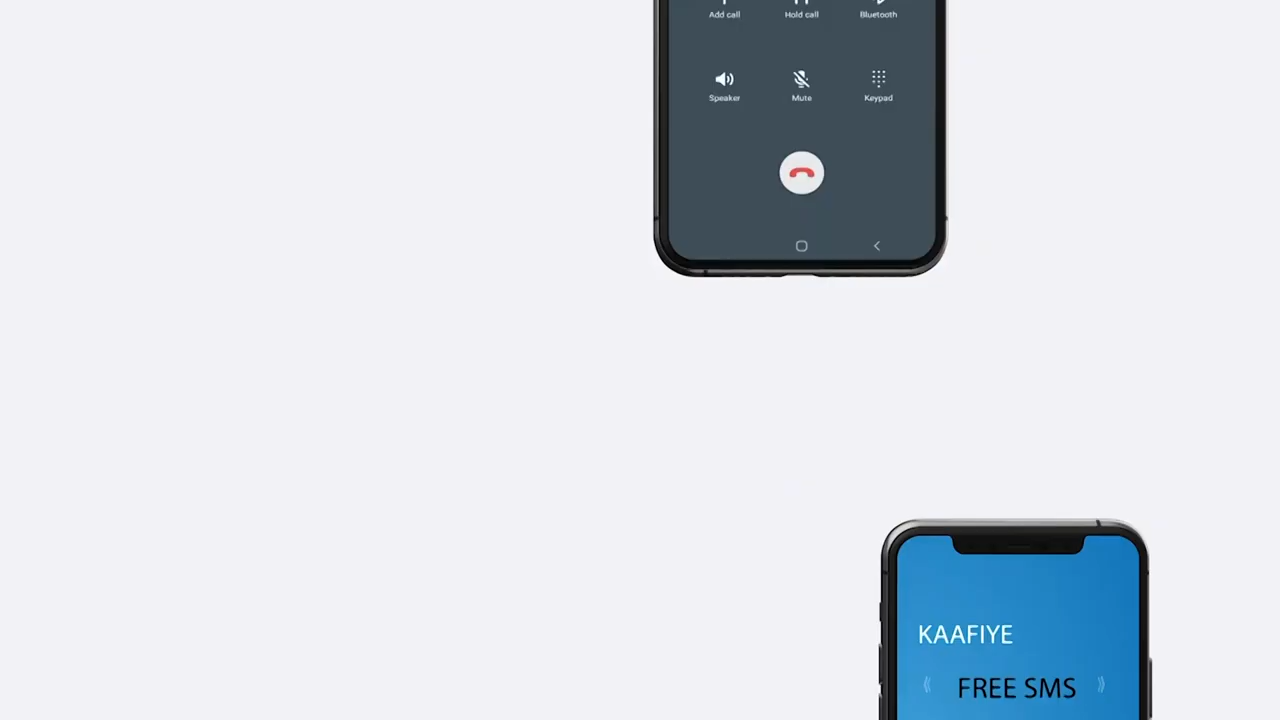 Add call Hold call Bluetooth
Speaker Mute Keypad
KAAFIYE
FREE SMS